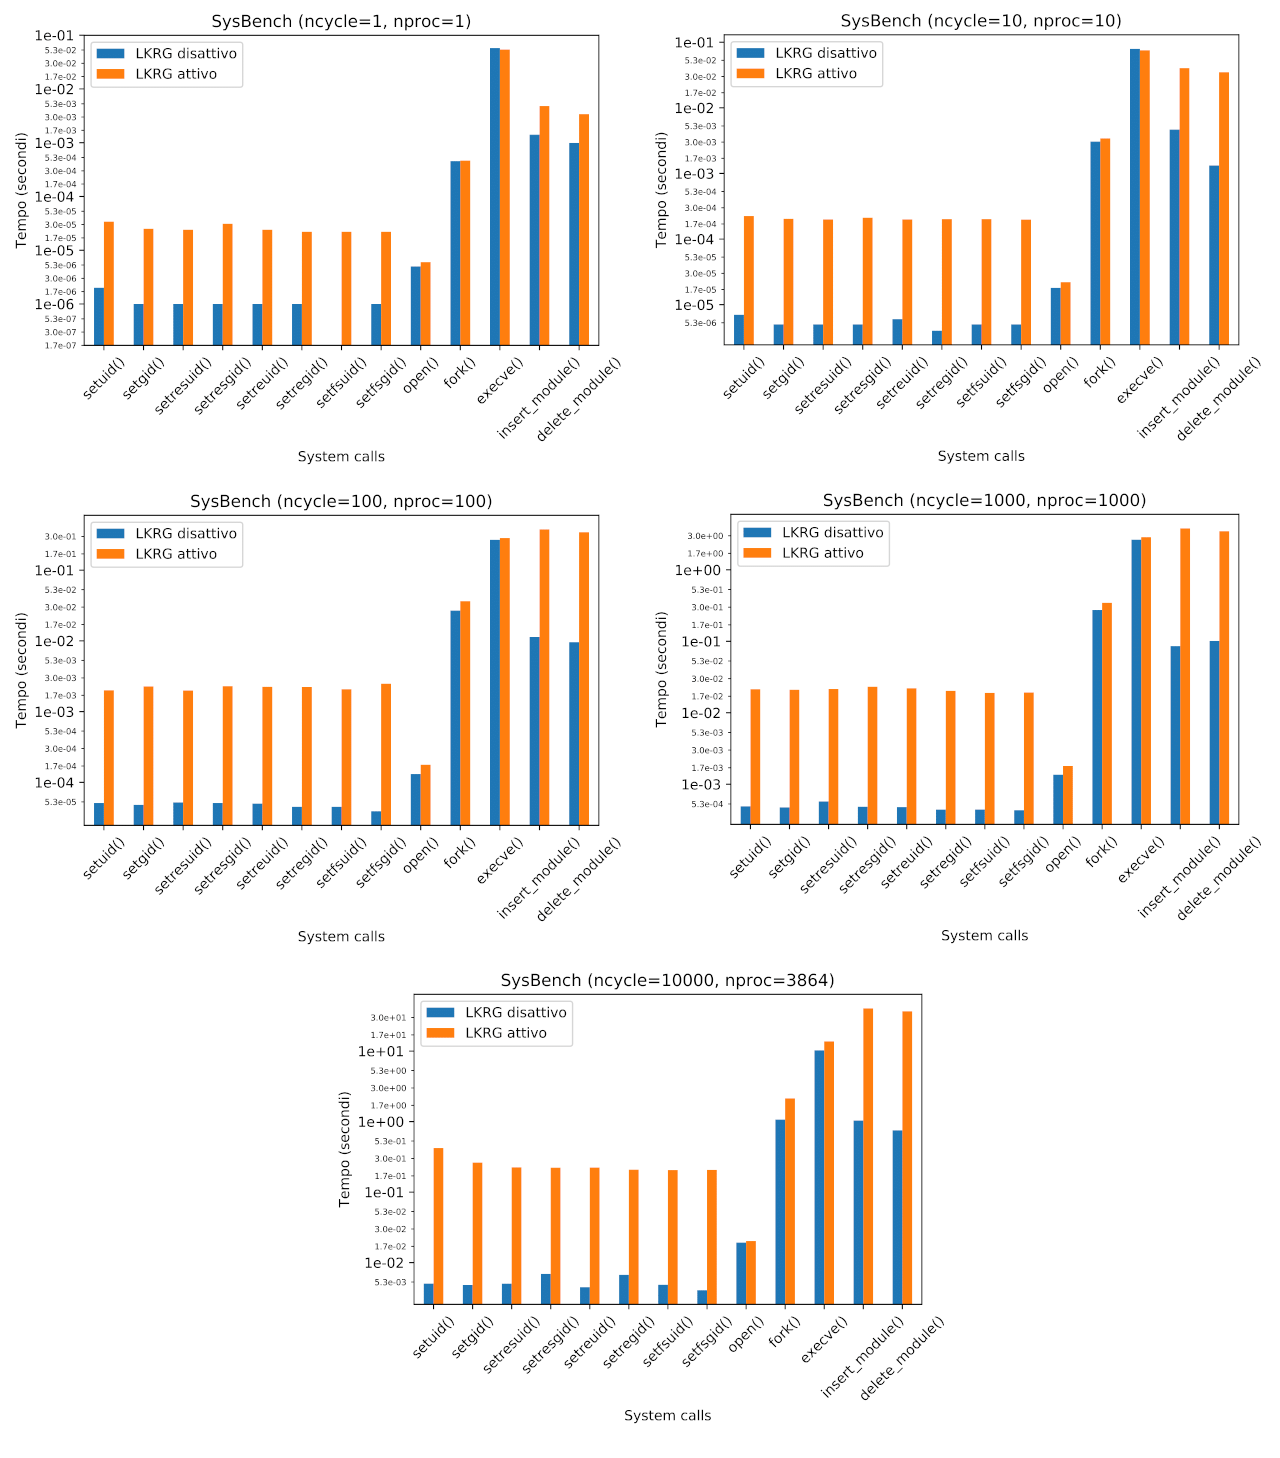 SysBench (ncycle=1, nproc=1)
LKRG disattivo
LKRG attivo
Tempo (secondi)
1e-01
5.3e-02
3.0e-02
1.7e-02
1e-02
5.3e-03
3.0e-03
1.7e-03
1e-03
5.3e-04
3.0e-04
1.7e-04
1e-04
5.3e-05
3.0e-05
1.7e-05
1e-05
5.3e-06
3.0e-06
1.7e-06
1e-06
5.3e-07
3.0e-07
1.7e-07
setuid()
setgid()
setresuid()
setresgid()
setreuid()
setregid()
setfsuid()
setfsgid()
open()
fork()
execve()
insert_module()
delete_module()
System calls
SysBench (ncycle=10, nproc=10)
LKRG disattivo
LKRG attivo
Tempo (secondi)
1e-01
5.3e-02
3.0e-02
1.7e-02
1e-02
5.3e-03
3.0e-03
1.7e-03
1e-03
5.3e-04
3.0e-04
1.7e-04
1e-04
5.3e-05
3.0e-05
1.7e-05
1e-05
5.3e-06
setuid()
setgid()
setresuid()
setresgid()
setreuid()
setregid()
setfsuid()
setfsgid()
open()
fork()
execve()
insert_module()
delete_module()
System calls
SysBench (ncycle=100, nproc=100)
LKRG disattivo
LKRG attivo
Tempo (secondi)
3.0e-01
1.7e-01
1e-01
5.3e-02
3.0e-02
1.7e-02
1e-02
5.3e-03
3.0e-03
1.7e-03
1e-03
5.3e-04
3.0e-04
1.7e-04
1e-04
5.3e-05
setuid()
setgid()
setresuid()
setresgid()
setreuid()
setregid()
setfsuid()
setfsgid()
open()
fork()
execve()
insert_module()
delete_module()
System calls
SysBench (ncycle=1000, nproc=1000)
LKRG disattivo
LKRG attivo
Tempo (secondi)
3.0e+00
1.7e+00
1e+00
5.3e-01
3.0e-01
1.7e-01
1e-01
5.3e-02
3.0e-02
1.7e-02
1e-02
5.3e-03
3.0e-03
1.7e-03
1e-03
5.3e-04
setuid()
setgid()
setresuid()
setresgid()
setreuid()
setregid()
setfsuid()
setfsgid()
open()
fork()
execve()
insert_module()
delete_module()
System calls
SysBench (ncycle=10000, nproc=3864)
LKRG disattivo
LKRG attivo
Tempo (secondi)
3.0e+01
1.7e+01
1e+01
5.3e+00
3.0e+00
1.7e+00
1e+00
5.3e-01
3.0e-01
1.7e-01
1e-01
5.3e-02
3.0e-02
1.7e-02
1e-02
5.3e-03
setuid()
setgid()
setresuid()
setresgid()
setreuid()
setregid()
setfsuid()
setfsgid()
open()
fork()
execve()
insert_module()
delete_module()
System calls